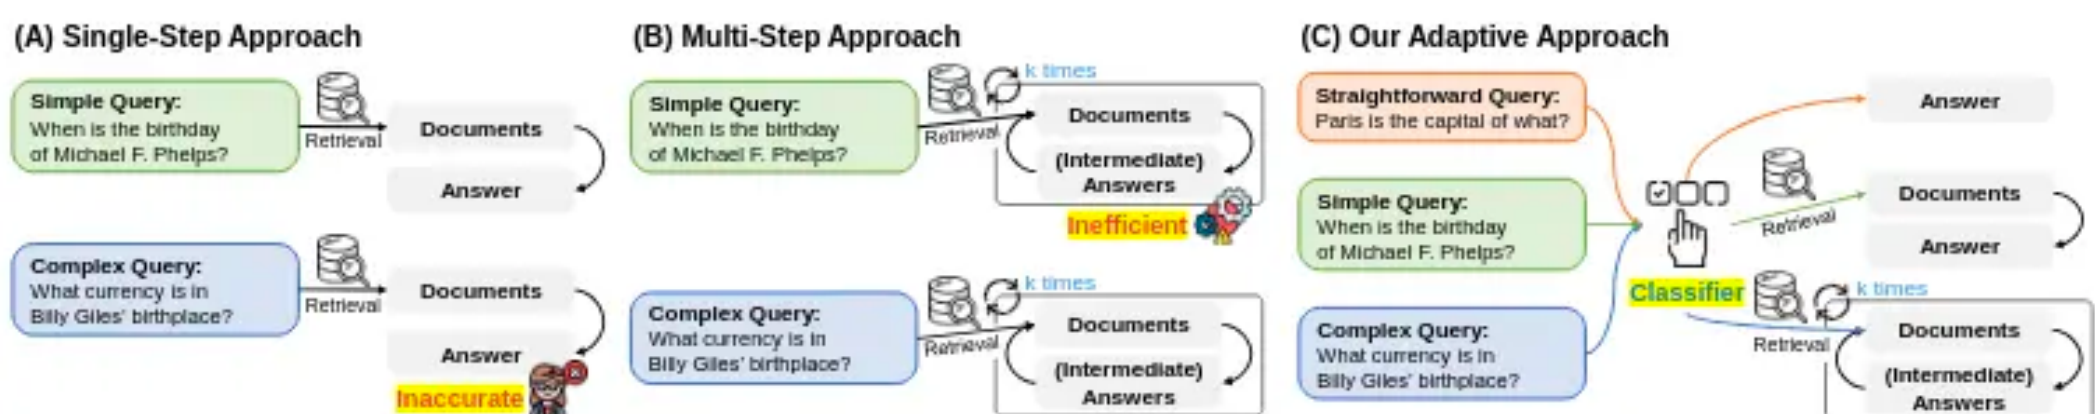 (A) Single-Step Approach
Simple Query:
When is the birthday
of Michael F. Phelps?
Retrieval
Documents
Answer
Complex Query:
What currency is in
Billy Giles' birthplace?
Retrieval
Documents
Answer
Inaccurate
(B) Multi-Step Approach
Simple Query:
When is the birthday
of Michael F. Phelps?
Retrieval
k times
Documents
(Intermediate)
Answers
Inefficient
Complex Query:
What currency is in
Billy Giles' birthplace?
Retrieval
k times
Documents
(Intermediate)
Answers
(C) Our Adaptive Approach
Straightforward Query:
Paris is the capital of what?
Simple Query:
When is the birthday
of Michael F. Phelps?
Complex Query:
What currency is in
Billy Giles' birthplace?
Classifier
Answer
Retrieval
Documents
Answer
k times
Retrieval
Documents
(Intermediate)
Answers